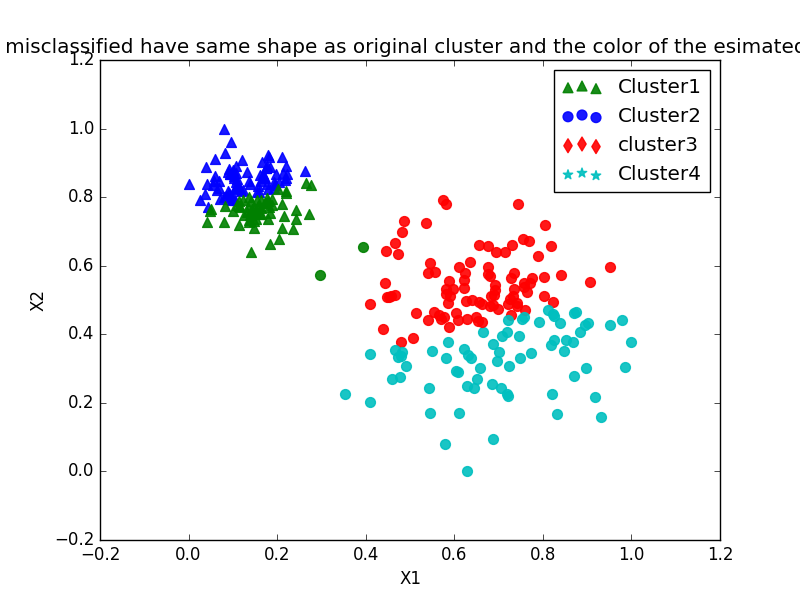 misclassified have same shape as original cluster and the color of the esimated
1.2
1.0
0.8
0.6
0.4
0.2
0.0
−0.2
−0.2
0.0
0.2
0.4
0.6
0.8
1.0
1.2
X1
X2
Cluster1
Cluster2
cluster3
Cluster4